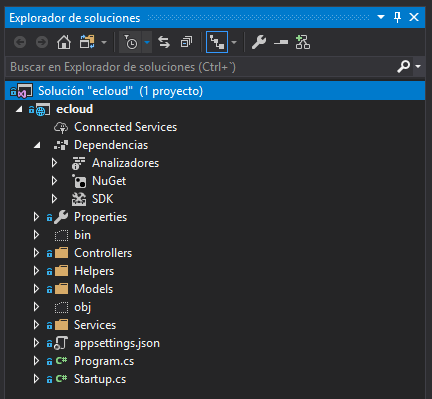 Explorador de soluciones
Buscar en Explorador de soluciones (Ctrl+`)
Solución "ecloud" (1 proyecto)
ecloud
Connected Services
Dependencias
Analizadores
NuGet
SDK
Properties
bin
Controllers
Helpers
Models
obj
Services
appsettings.json
C# Program.cs
C# Startup.cs